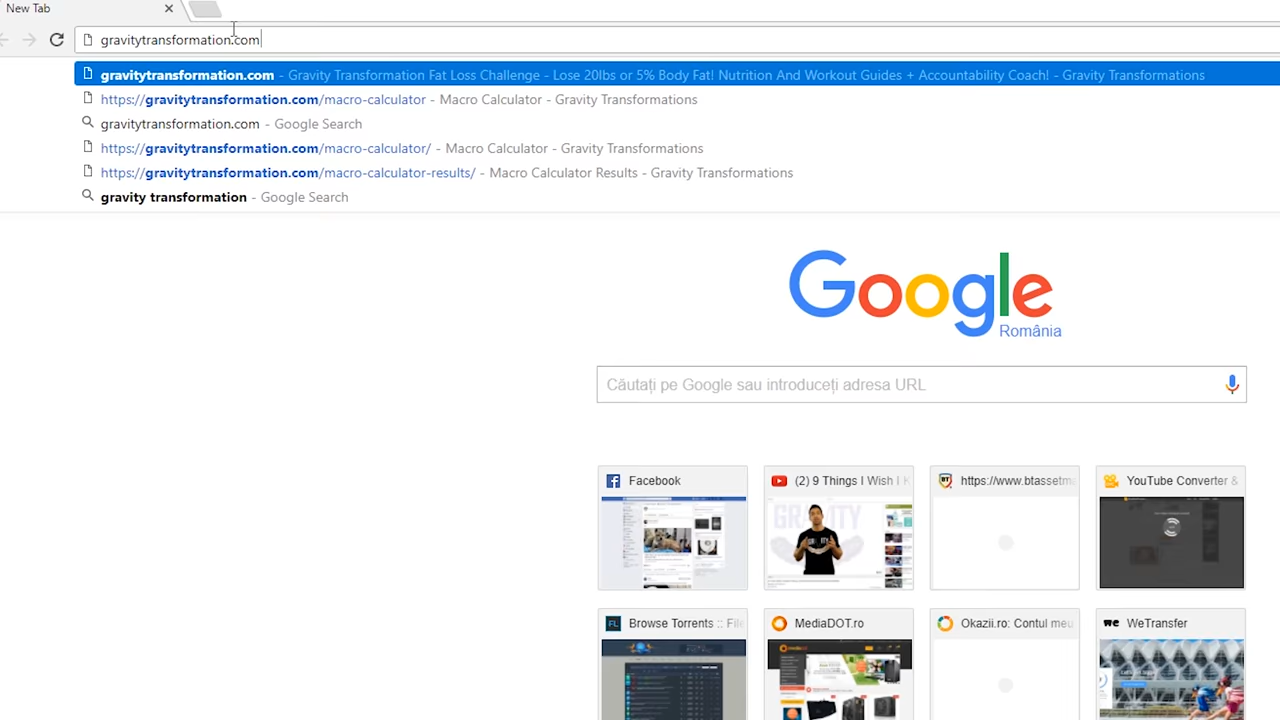 New Tab
gravitytransformation.com
gravitytransformation.com - Gravity Transformation Fat Loss Challenge - Lose 20lbs or 5% Body Fat! Nutrition And Workout Guides + Accountability Coach! - Gravity Transformations
https://gravitytransformation.com/macro-calculator - Macro Calculator - Gravity Transformations
gravitytransformation.com - Google Search
https://gravitytransformation.com/macro-calculator/ - Macro Calculator - Gravity Transformations
https://gravitytransformation.com/macro-calculator-results/ - Macro Calculator Results - Gravity Transformations
gravity transformation - Google Search
Google
România
Căutați pe Google sau introduceți adresa URL
Facebook
(2) 9 Things I Wish I
https://www.btassetm
YouTube Converter &
GRAVITY
Browse Torrents :: File
MediaDOT.ro
Okazii.ro: Contul meu
WeTransfer